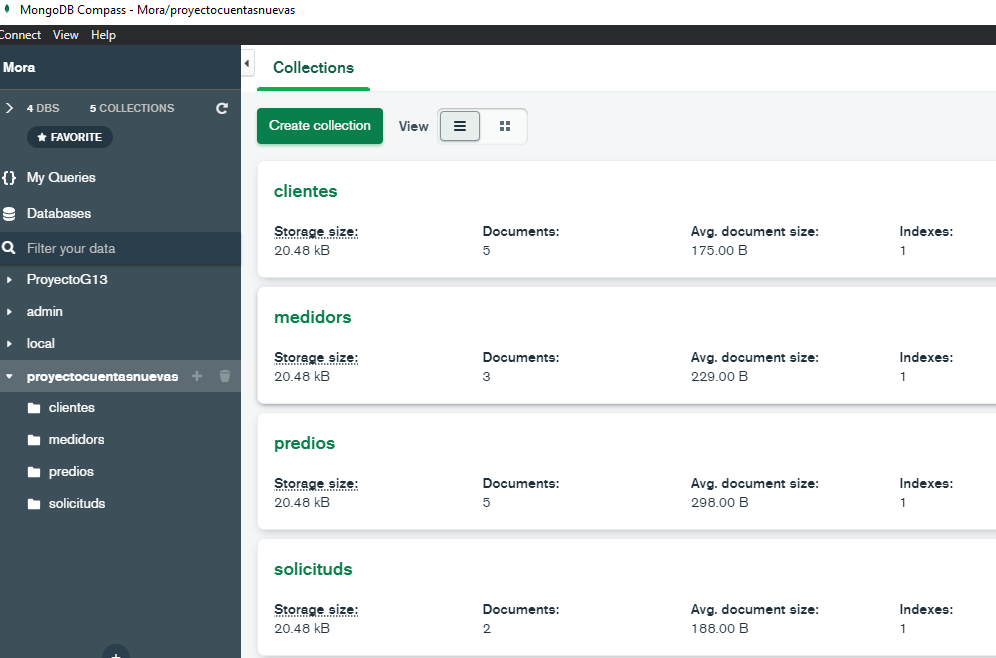 MongoDB Compass - Mora/proyectocuentasnuevas
Connect View Help
Mora
4 DBS 5 COLLECTIONS
FAVORITE
{} My Queries
Databases
Filter your data
ProyectoG13
admin
local
proyectocuentasnuevas
clientes
medidors
predios
solicituds
Collections
Create collection View
clientes
Storage size: Documents: Avg. document size: Indexes:
20.48 kB 5 175.00 B 1
medidors
Storage size: Documents: Avg. document size: Indexes:
20.48 kB 3 229.00 B 1
predios
Storage size: Documents: Avg. document size: Indexes:
20.48 kB 5 298.00 B 1
solicituds
Storage size: Documents: Avg. document size: Indexes:
20.48 kB 2 188.00 B 1